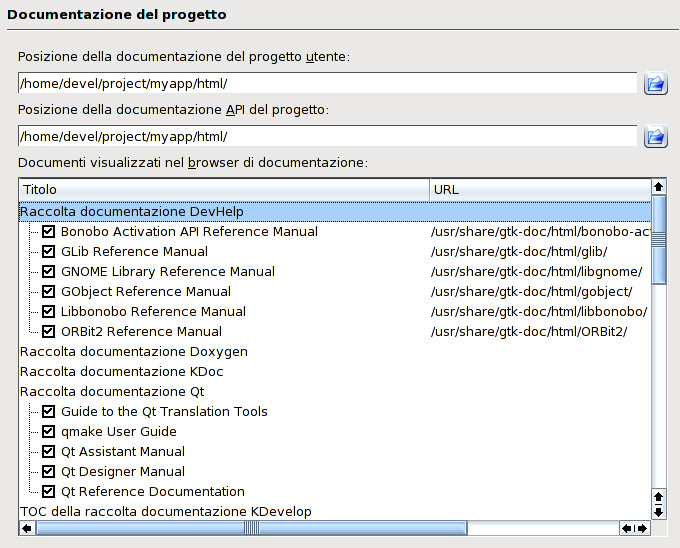 Documentazione del progetto
Posizione della documentazione del progetto utente:
/home/devel/project/myapp/html/
Posizione della documentazione API del progetto:
/home/devel/project/myapp/html/
Documenti visualizzati nel browser di documentazione:
Titolo URL
Raccolta documentazione DevHelp
Bonobo Activation API Reference Manual /usr/share/gtk-doc/html/bonobo-act
GLib Reference Manual /usr/share/gtk-doc/html/glib/
GNOME Library Reference Manual /usr/share/gtk-doc/html/libgnome/
GObject Reference Manual /usr/share/gtk-doc/html/gobject/
Libbonobo Reference Manual /usr/share/gtk-doc/html/libbonobo/
ORBit2 Reference Manual /usr/share/gtk-doc/html/ORBit2/
Raccolta documentazione Doxygen
Raccolta documentazione KDoc
Raccolta documentazione Qt
Guide to the Qt Translation Tools
qmake User Guide
Qt Assistant Manual
Qt Designer Manual
Qt Reference Documentation
TOC della raccolta documentazione KDevelop